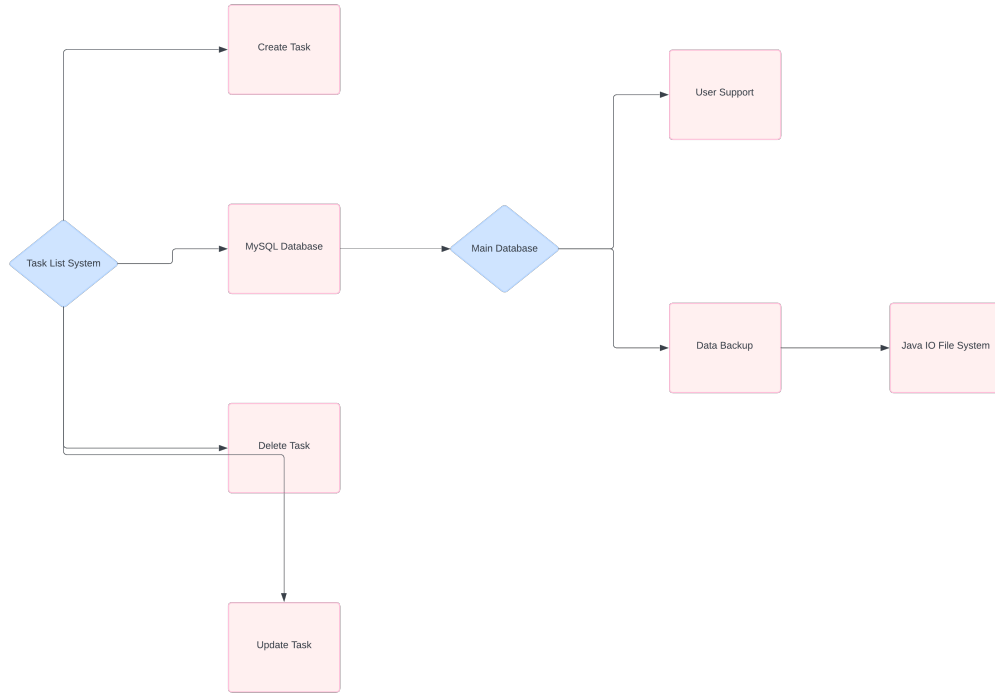 Create Task
User Support
MySQL Database
Main Database
Task List System
Data Backup
Java IO File System
Delete Task
Update Task